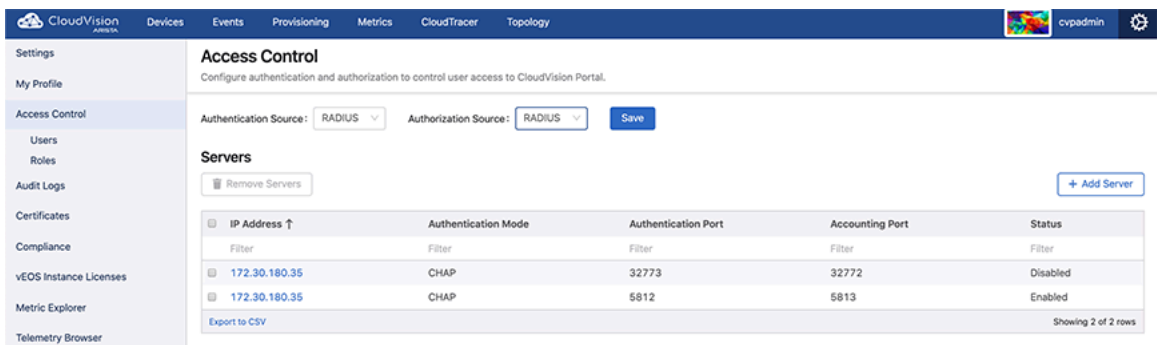 CloudVision
ARISTA
Devices Events Provisioning Metrics CloudTracer Topology cvpadmin
Settings
My Profile
Access Control
Users
Roles
Audit Logs
Certificates
Compliance
vEOS Instance Licenses
Metric Explorer
Telemetry Browser
Access Control
Configure authentication and authorization to control user access to CloudVision Portal.
Authentication Source: RADIUS Authorization Source: RADIUS Save
Servers
Remove Servers + Add Server
IP Address ↑ Authentication Mode Authentication Port Accounting Port Status
Filter Filter Filter Filter Filter
172.30.180.35 CHAP 32773 32772 Disabled
172.30.180.35 CHAP 5812 5813 Enabled
Export to CSV Showing 2 of 2 rows